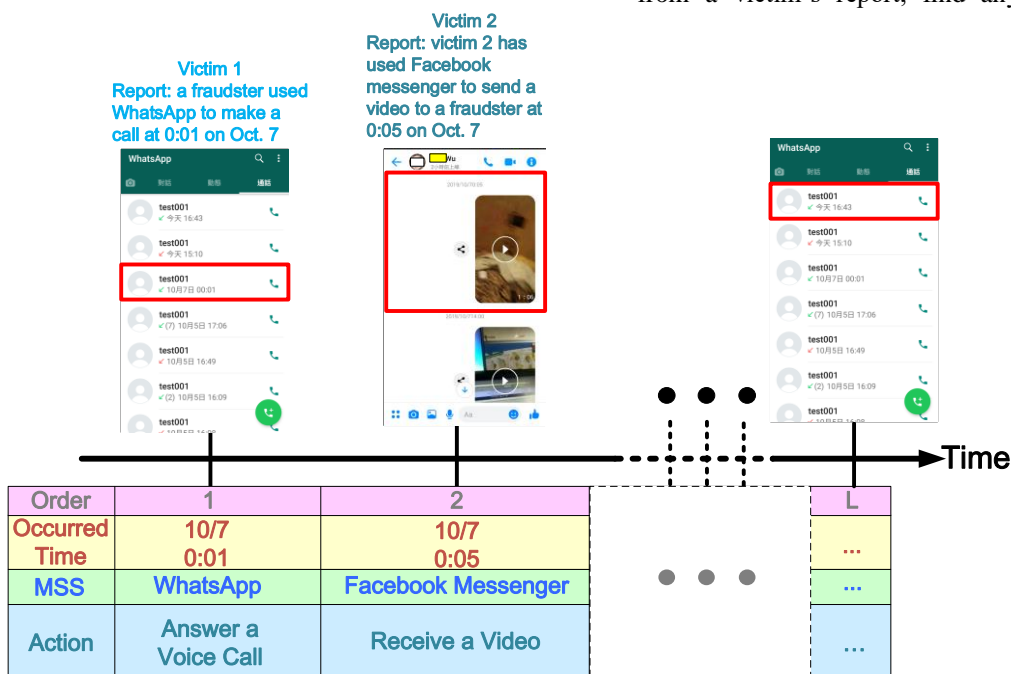 from a victim's report, find any
Victim 2
Report: victim 2 has
used Facebook
messenger to send a
video to a fraudster at
0:05 on Oct. 7
Victim 1
Report: a fraudster used
WhatsApp to make a
call at 0:01 on Oct. 7
WhatsApp
對話 動態 通話
test001
今天 16:43
test001
今天 15:10
test001
10月7日 00:01
test001
(7) 10月5日 17:06
test001
10月5日 16:49
test001
(2) 10月5日 16:09
test001
Wu
1:00
Aa
WhatsApp
對話 動態 通話
test001
今天 16:43
test001
今天 15:10
test001
10月7日 00:01
test001
(7) 10月5日 17:06
test001
10月5日 16:49
test001
(2) 10月5日 16:09
test001
Time
Order 1 2 L
Occurred Time 10/7 0:01 10/7 0:05 ...
MSS WhatsApp Facebook Messenger ...
Action Answer a Voice Call Receive a Video ...